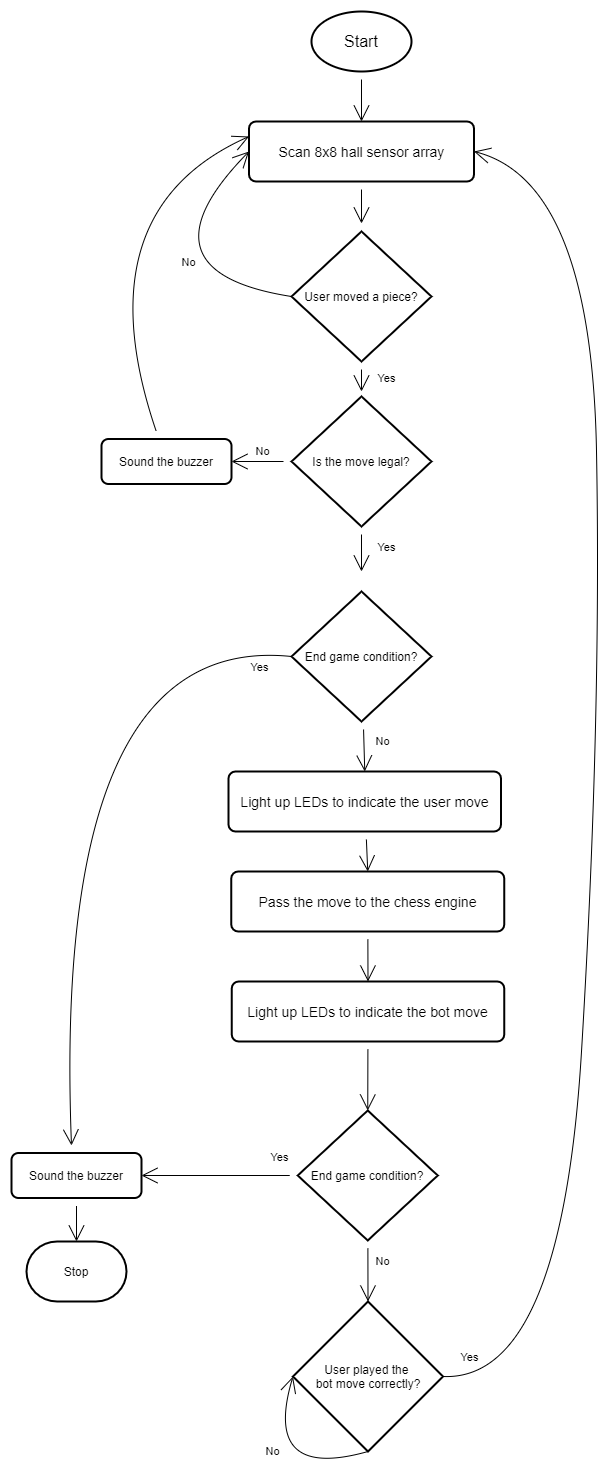 Start
Scan 8x8 hall sensor array
No
User moved a piece?
Yes
Sound the buzzer
No
Is the move legal?
Yes
End game condition?
Yes
No
Light up LEDs to indicate the user move
Pass the move to the chess engine
Light up LEDs to indicate the bot move
Yes
Sound the buzzer
End game condition?
No
Stop
User played the
bot move correctly?
Yes
No